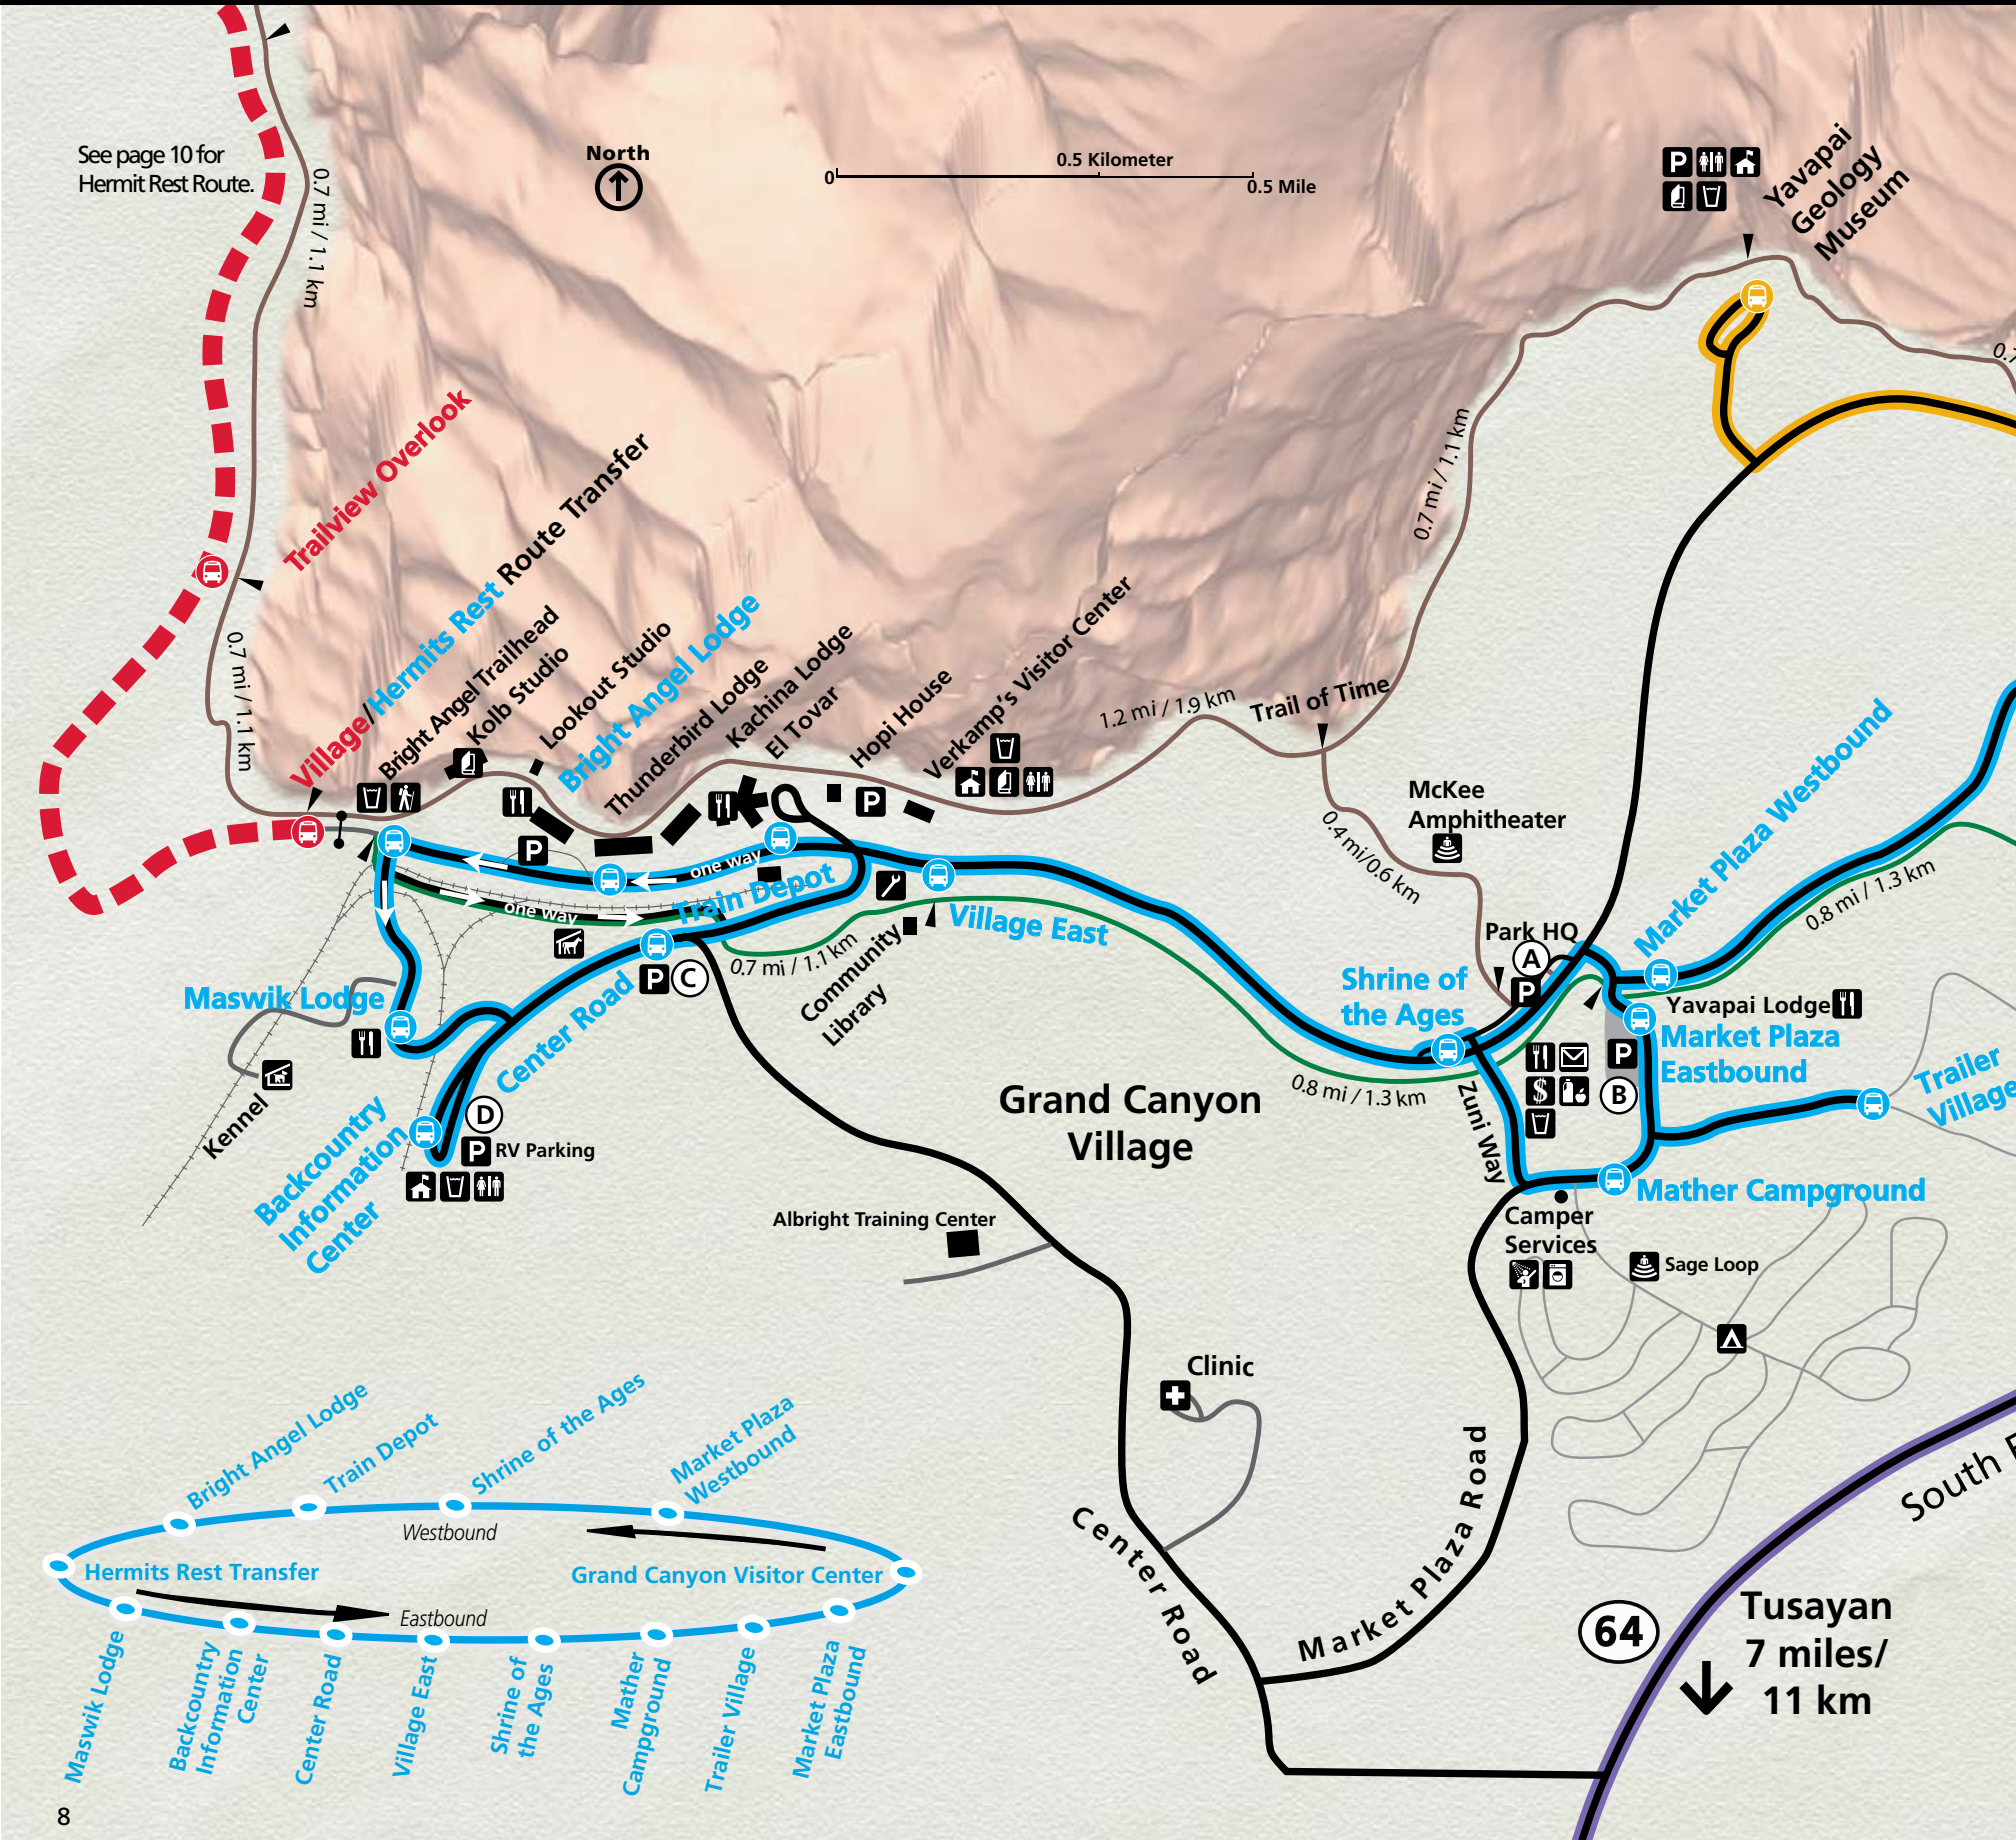 See page 10 for
Hermit Rest Route.
0.7 mi / 1.1 km
North
0
0.5 Kilometer
0.5 Mile
Yavapai
Geology
Museum
P
Trailview Overlook
0.7 mi / 1.1 km
Village/Hermits Rest Route Transfer
Bright Angel Trailhead
Kolb Studio
Lookout Studio
Bright Angel Lodge
Thunderbird Lodge
Kachina Lodge
El Tovar
Hopi House
Verkamp's Visitor Center
P
P
1.2 mi / 1.9 km
Trail of Time
0.7 mi / 1.1 km
0.4 mi/0.6 km
McKee
Amphitheater
one way
one way
Train Depot
Village East
0.7 mi / 1.1 km
Community
Library
Maswik Lodge
Kennel
Center Road
P
C
D
P
RV Parking
Backcountry
Information
Center
Shrine of
the Ages
Park HQ
A
P
Market Plaza Westbound
0.8 mi / 1.3 km
Yavapai Lodge
Market Plaza
Eastbound
P
B
$
Trailer
Village
0.8 mi / 1.3 km
Zuni Way
Grand Canyon
Village
Mather Campground
Camper
Services
Sage Loop
Albright Training Center
Clinic
Center Road
Market Plaza Road
64
Tusayan
7 miles/
11 km
South
Bright Angel Lodge
Train Depot
Shrine of the Ages
Market Plaza
Westbound
Westbound
Hermits Rest Transfer
Grand Canyon Visitor Center
Eastbound
Maswik Lodge
Backcountry
Information
Center
Center Road
Village East
Shrine of
the Ages
Mather
Campground
Trailer Village
Market Plaza
Eastbound
8